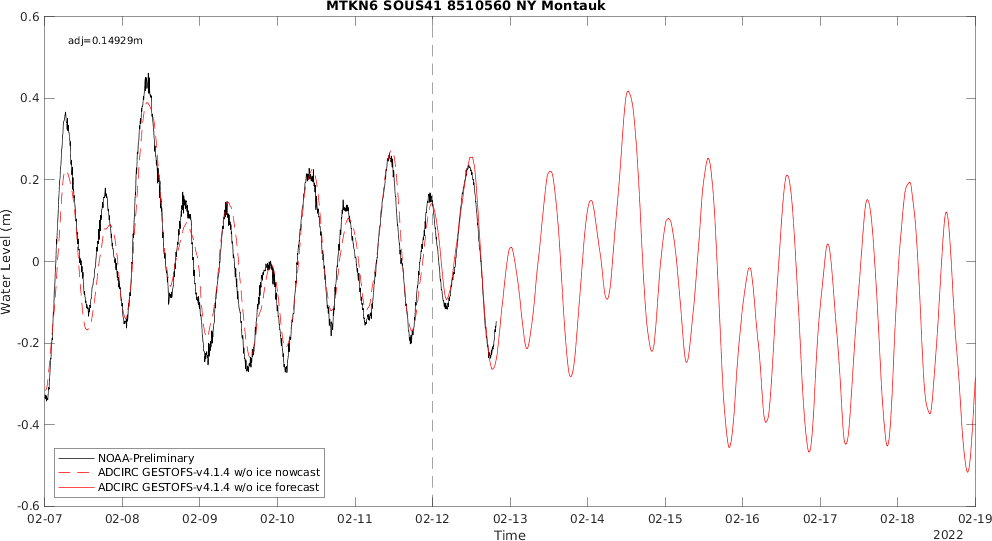 MTKN6 SOUS41 8510560 NY Montauk
adj=0.14929m
Water Level (m)
0.6
0.4
0.2
0
-0.2
-0.4
-0.6
NOAA-Preliminary
ADCIRC GESTOFS-v4.1.4 w/o ice nowcast
ADCIRC GESTOFS-v4.1.4 w/o ice forecast
02-07 02-08 02-09 02-10 02-11 02-12 02-13 02-14 02-15 02-16 02-17 02-18 02-19
Time
2022